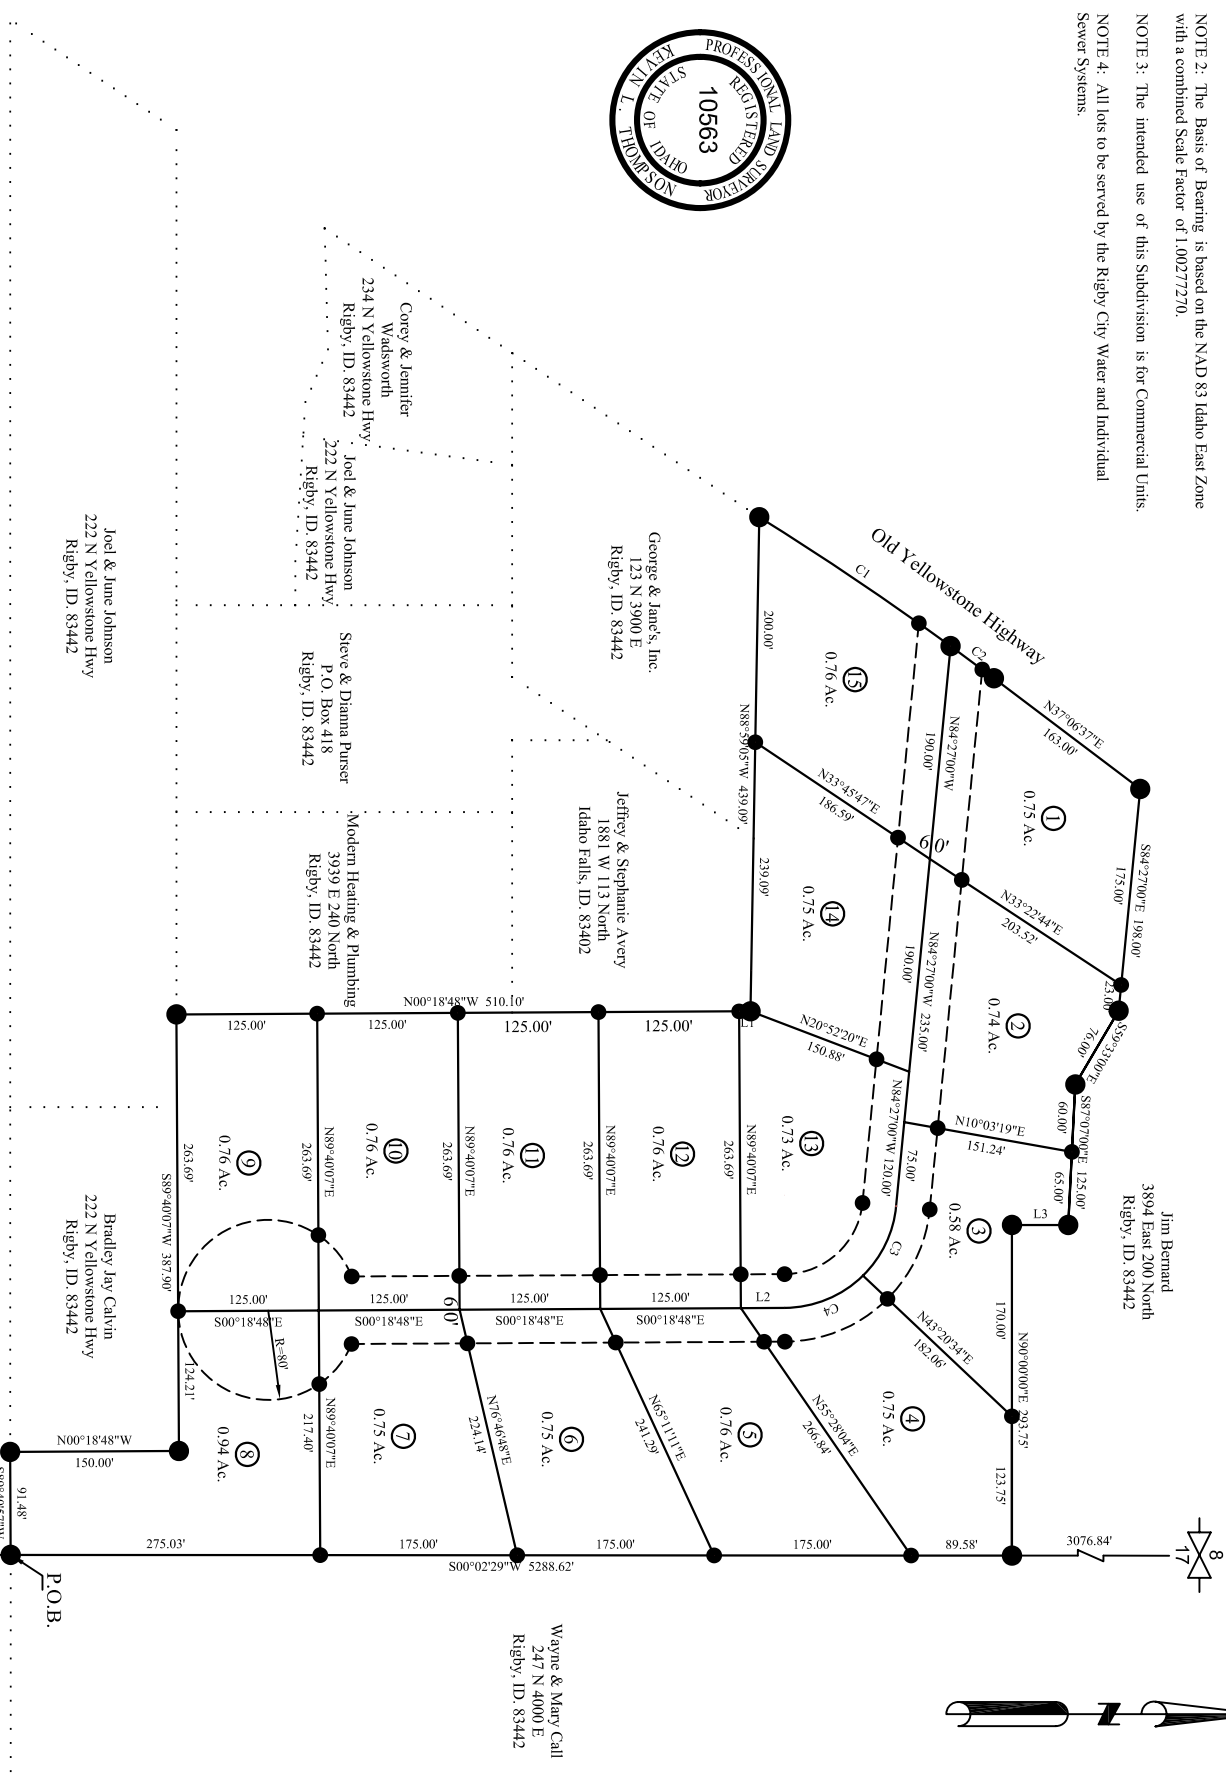 NOTE 2: The Basis of Bearing is based on the NAD 83 Idaho East Zone
with a combined Scale Factor of 1.00277270.
NOTE 3: The intended use of this Subdivision is for Commercial Units.
NOTE 4: All lots to be served by the Rigby City Water and Individual
Sewer Systems.
PROFESSIONAL LAND SURVEYOR
REGISTERED
10563
STATE OF IDAHO
KEVIN L. THOMPSON
Old Yellowstone Highway
C1
C2
N37°06'37"E
163.00'
S84°27'00"E 198.00'
175.00'
23.00'
S59°33'00"E
76.00'
S87°07'00"E 125.00'
60.00'
65.00'
L3
Jim Bernard
3894 East 200 North
Rigby, ID. 83442
N90°00'00"E 293.75'
170.00'
123.75'
3076.84'
8
17
1
0.75 Ac.
N33°22'44"E
203.52'
2
0.74 Ac.
N10°03'19"E
151.24'
3
0.58 Ac.
N43°20'34"E
182.06'
4
0.75 Ac.
N55°28'04"E
266.84'
5
0.76 Ac.
N65°11'11"E
241.29'
6
0.75 Ac.
N76°46'48"E
224.14'
7
0.75 Ac.
N89°40'07"E
217.40'
8
0.94 Ac.
15
0.76 Ac.
N84°27'00"W
190.00'
60'
N84°27'00"W 235.00'
190.00'
N84°27'00"W 120.00'
75.00'
C3
C4
L2
N33°45'47"E
186.59'
14
0.75 Ac.
N20°52'20"E
150.88'
13
0.73 Ac.
N89°40'07"E
263.69'
12
0.76 Ac.
N89°40'07"E
263.69'
11
0.76 Ac.
N89°40'07"E
263.69'
10
0.76 Ac.
N89°40'07"E
263.69'
9
0.76 Ac.
200.00'
N88°59'05"W 439.09'
239.09'
L1
N00°18'48"W 510.10'
125.00'
125.00'
125.00'
125.00'
125.00'
S00°18'48"E
125.00'
S00°18'48"E
125.00'
S00°18'48"E
125.00'
S00°18'48"E
60'
R=80'
263.69'
S89°40'07"W 387.90'
124.21'
N00°18'48"W
150.00'
91.48'
P.O.B.
275.03'
175.00'
175.00'
175.00'
89.58'
S00°02'29"W 5288.62'
Wayne & Mary Call
247 N 4000 E
Rigby, ID. 83442
George & Jane's, Inc.
123 N 3900 E
Rigby, ID. 83442
Jeffrey & Stephanie Avery
1881 W 113 North
Idaho Falls, ID. 83402
Corey & Jennifer
Wadsworth
234 N Yellowstone Hwy
Rigby, ID. 83442
Joel & June Johnson
222 N Yellowstone Hwy
Rigby, ID. 83442
Steve & Dianna Purser
P.O. Box 418
Rigby, ID. 83442
Modern Heating & Plumbing
3939 E 240 North
Rigby, ID. 83442
Joel & June Johnson
222 N Yellowstone Hwy
Rigby, ID. 83442
Bradley Jay Calvin
222 N Yellowstone Hwy
Rigby, ID. 83442
N